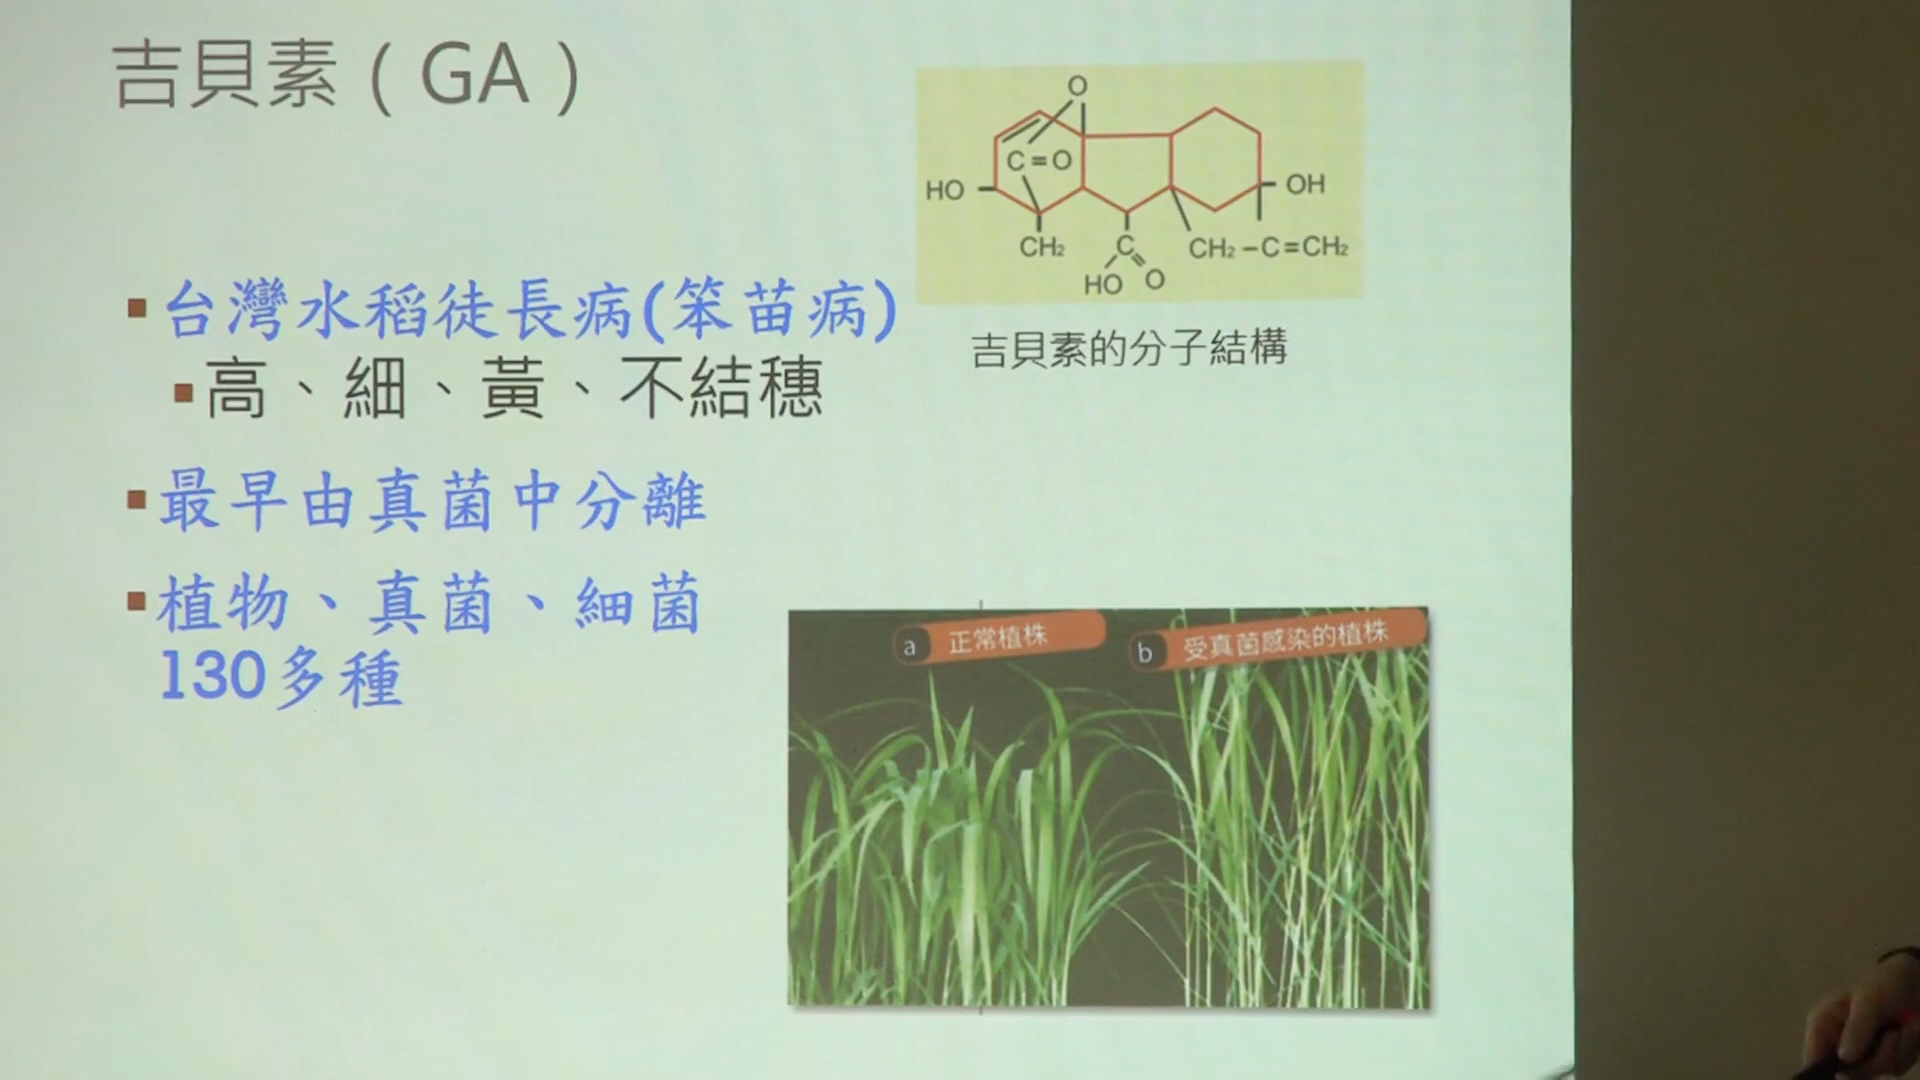 吉貝素（GA）
O
C=O
HO
OH
CH₂
C
CH₂–C=CH₂
HO
O
吉貝素的分子結構
台灣水稻徒長病(笨苗病)
高、細、黃、不結穗
最早由真菌中分離
植物、真菌、細菌
130多種
a 正常植株
b 受真菌感染的植株